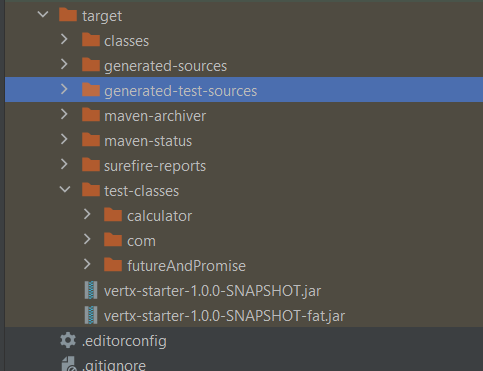 target
classes
generated-sources
generated-test-sources
maven-archiver
maven-status
surefire-reports
test-classes
calculator
com
futureAndPromise
vertx-starter-1.0.0-SNAPSHOT.jar
vertx-starter-1.0.0-SNAPSHOT-fat.jar
.editorconfig
.gitignore